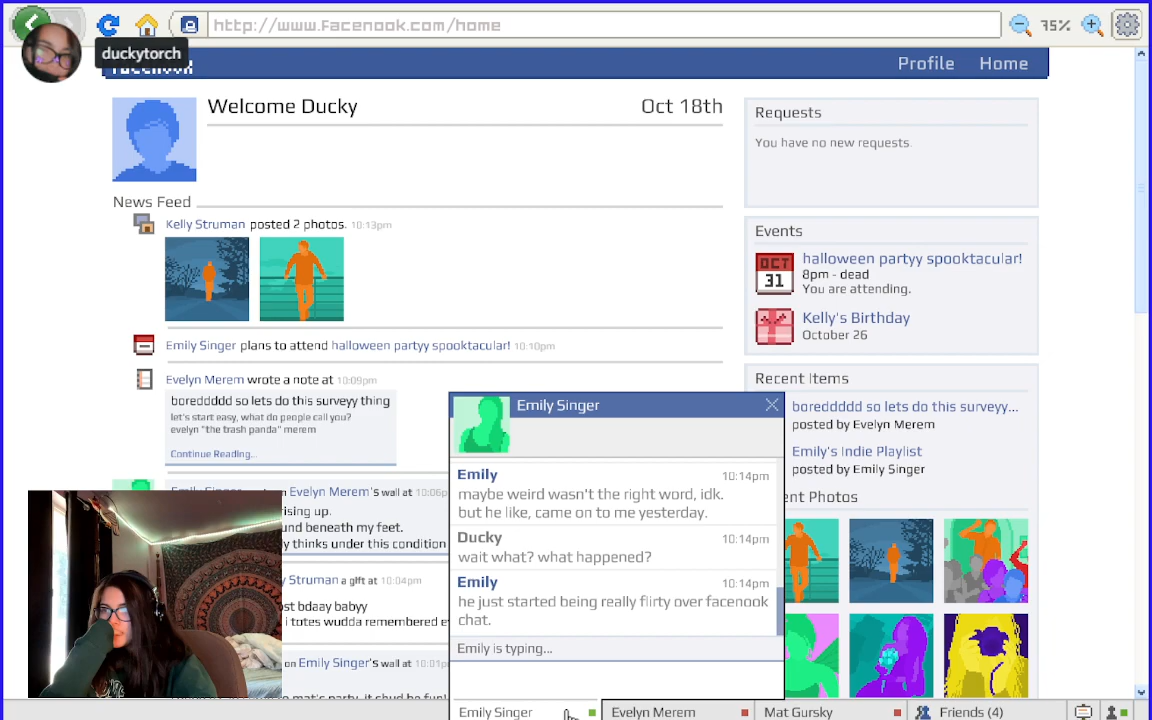 http://www.Facenook.com/home
75%
duckytorch
Profile Home
Welcome Ducky
Oct 18th
News Feed
Kelly Struman posted 2 photos. 10:13pm
Emily Singer plans to attend halloween partyy spooktacular! 10:10pm
Evelyn Merem wrote a note at 10:09pm
boreddddd so lets do this surveyy thing
let's start easy, what do people call you?
evelyn "the trash panda" merem
Continue Reading...
Evelyn Merem's wall at 10:06p
ising up.
und beneath my feet.
ly thinks under this condition
y Struman a gift at 10:04pm
st bdaay babyy
i totes wudda remembered e
on Emily Singer's wall at 10:01p
o mat's party. it shud be fun!
Requests
You have no new requests.
Events
OCT
31
halloween partyy spooktacular!
8pm - dead
You are attending.
Kelly's Birthday
October 26
Recent Items
boreddddd so lets do this surveyy...
posted by Evelyn Merem
Emily's Indie Playlist
posted by Emily Singer
ent Photos
Emily Singer
Emily 10:14pm
maybe weird wasn't the right word, idk.
but he like, came on to me yesterday.
Ducky 10:14pm
wait what? what happened?
Emily 10:14pm
he just started being really flirty over facenook
chat.
Emily is typing...
Emily Singer
Evelyn Merem
Mat Gursky
Friends (4)